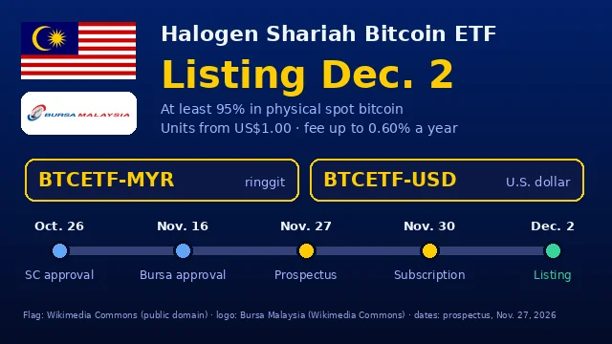 Halogen Shariah Bitcoin ETF
Listing Dec. 2
BURSA MALAYSIA
At least 95% in physical spot bitcoin
Units from US$1.00 · fee up to 0.60% a year
BTCETF-MYR ringgit
BTCETF-USD U.S. dollar
Oct. 26 Nov. 16 Nov. 27 Nov. 30 Dec. 2
SC approval Bursa approval Prospectus Subscription Listing
Flag: Wikimedia Commons (public domain) · logo: Bursa Malaysia (Wikimedia Commons) · dates: prospectus, Nov. 27, 2026